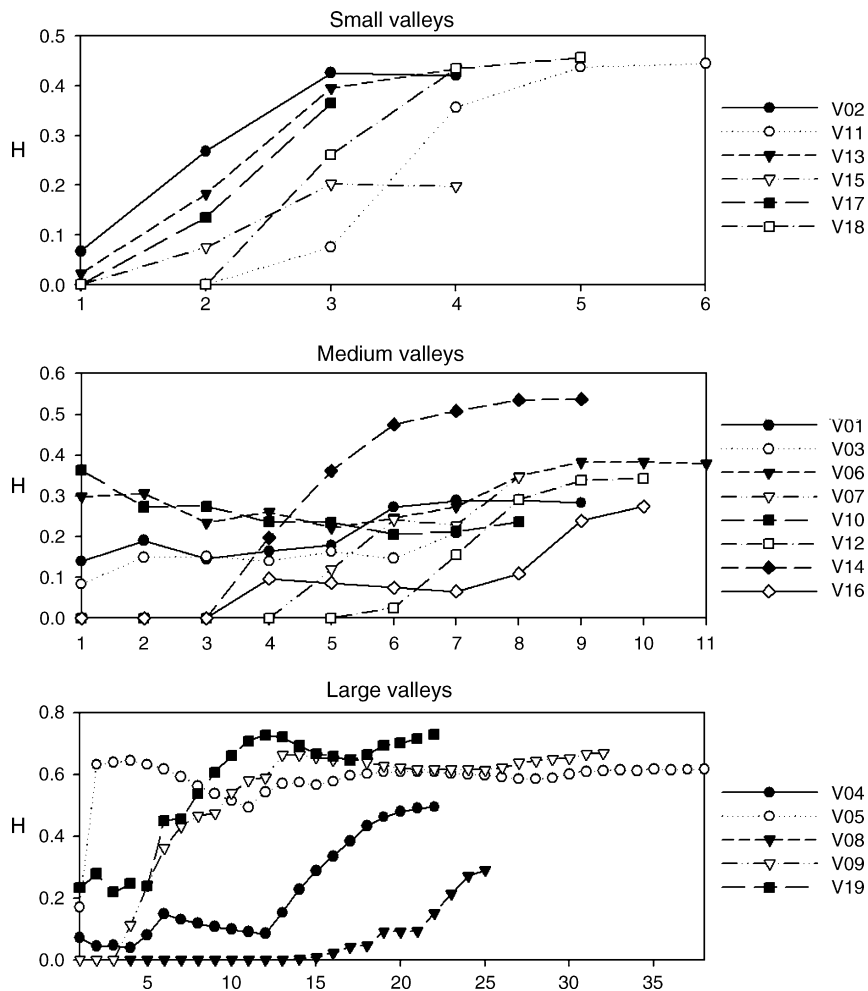 Small valleys
0.5
0.4
0.3
0.2
0.1
0.0
H
1 2 3 4 5 6
V02
V11
V13
V15
V17
V18
Medium valleys
0.6
0.5
0.4
0.3
0.2
0.1
0.0
H
1 2 3 4 5 6 7 8 9 10 11
V01
V03
V06
V07
V10
V12
V14
V16
Large valleys
0.8
0.6
0.4
0.2
0.0
H
5 10 15 20 25 30 35
V04
V05
V08
V09
V19